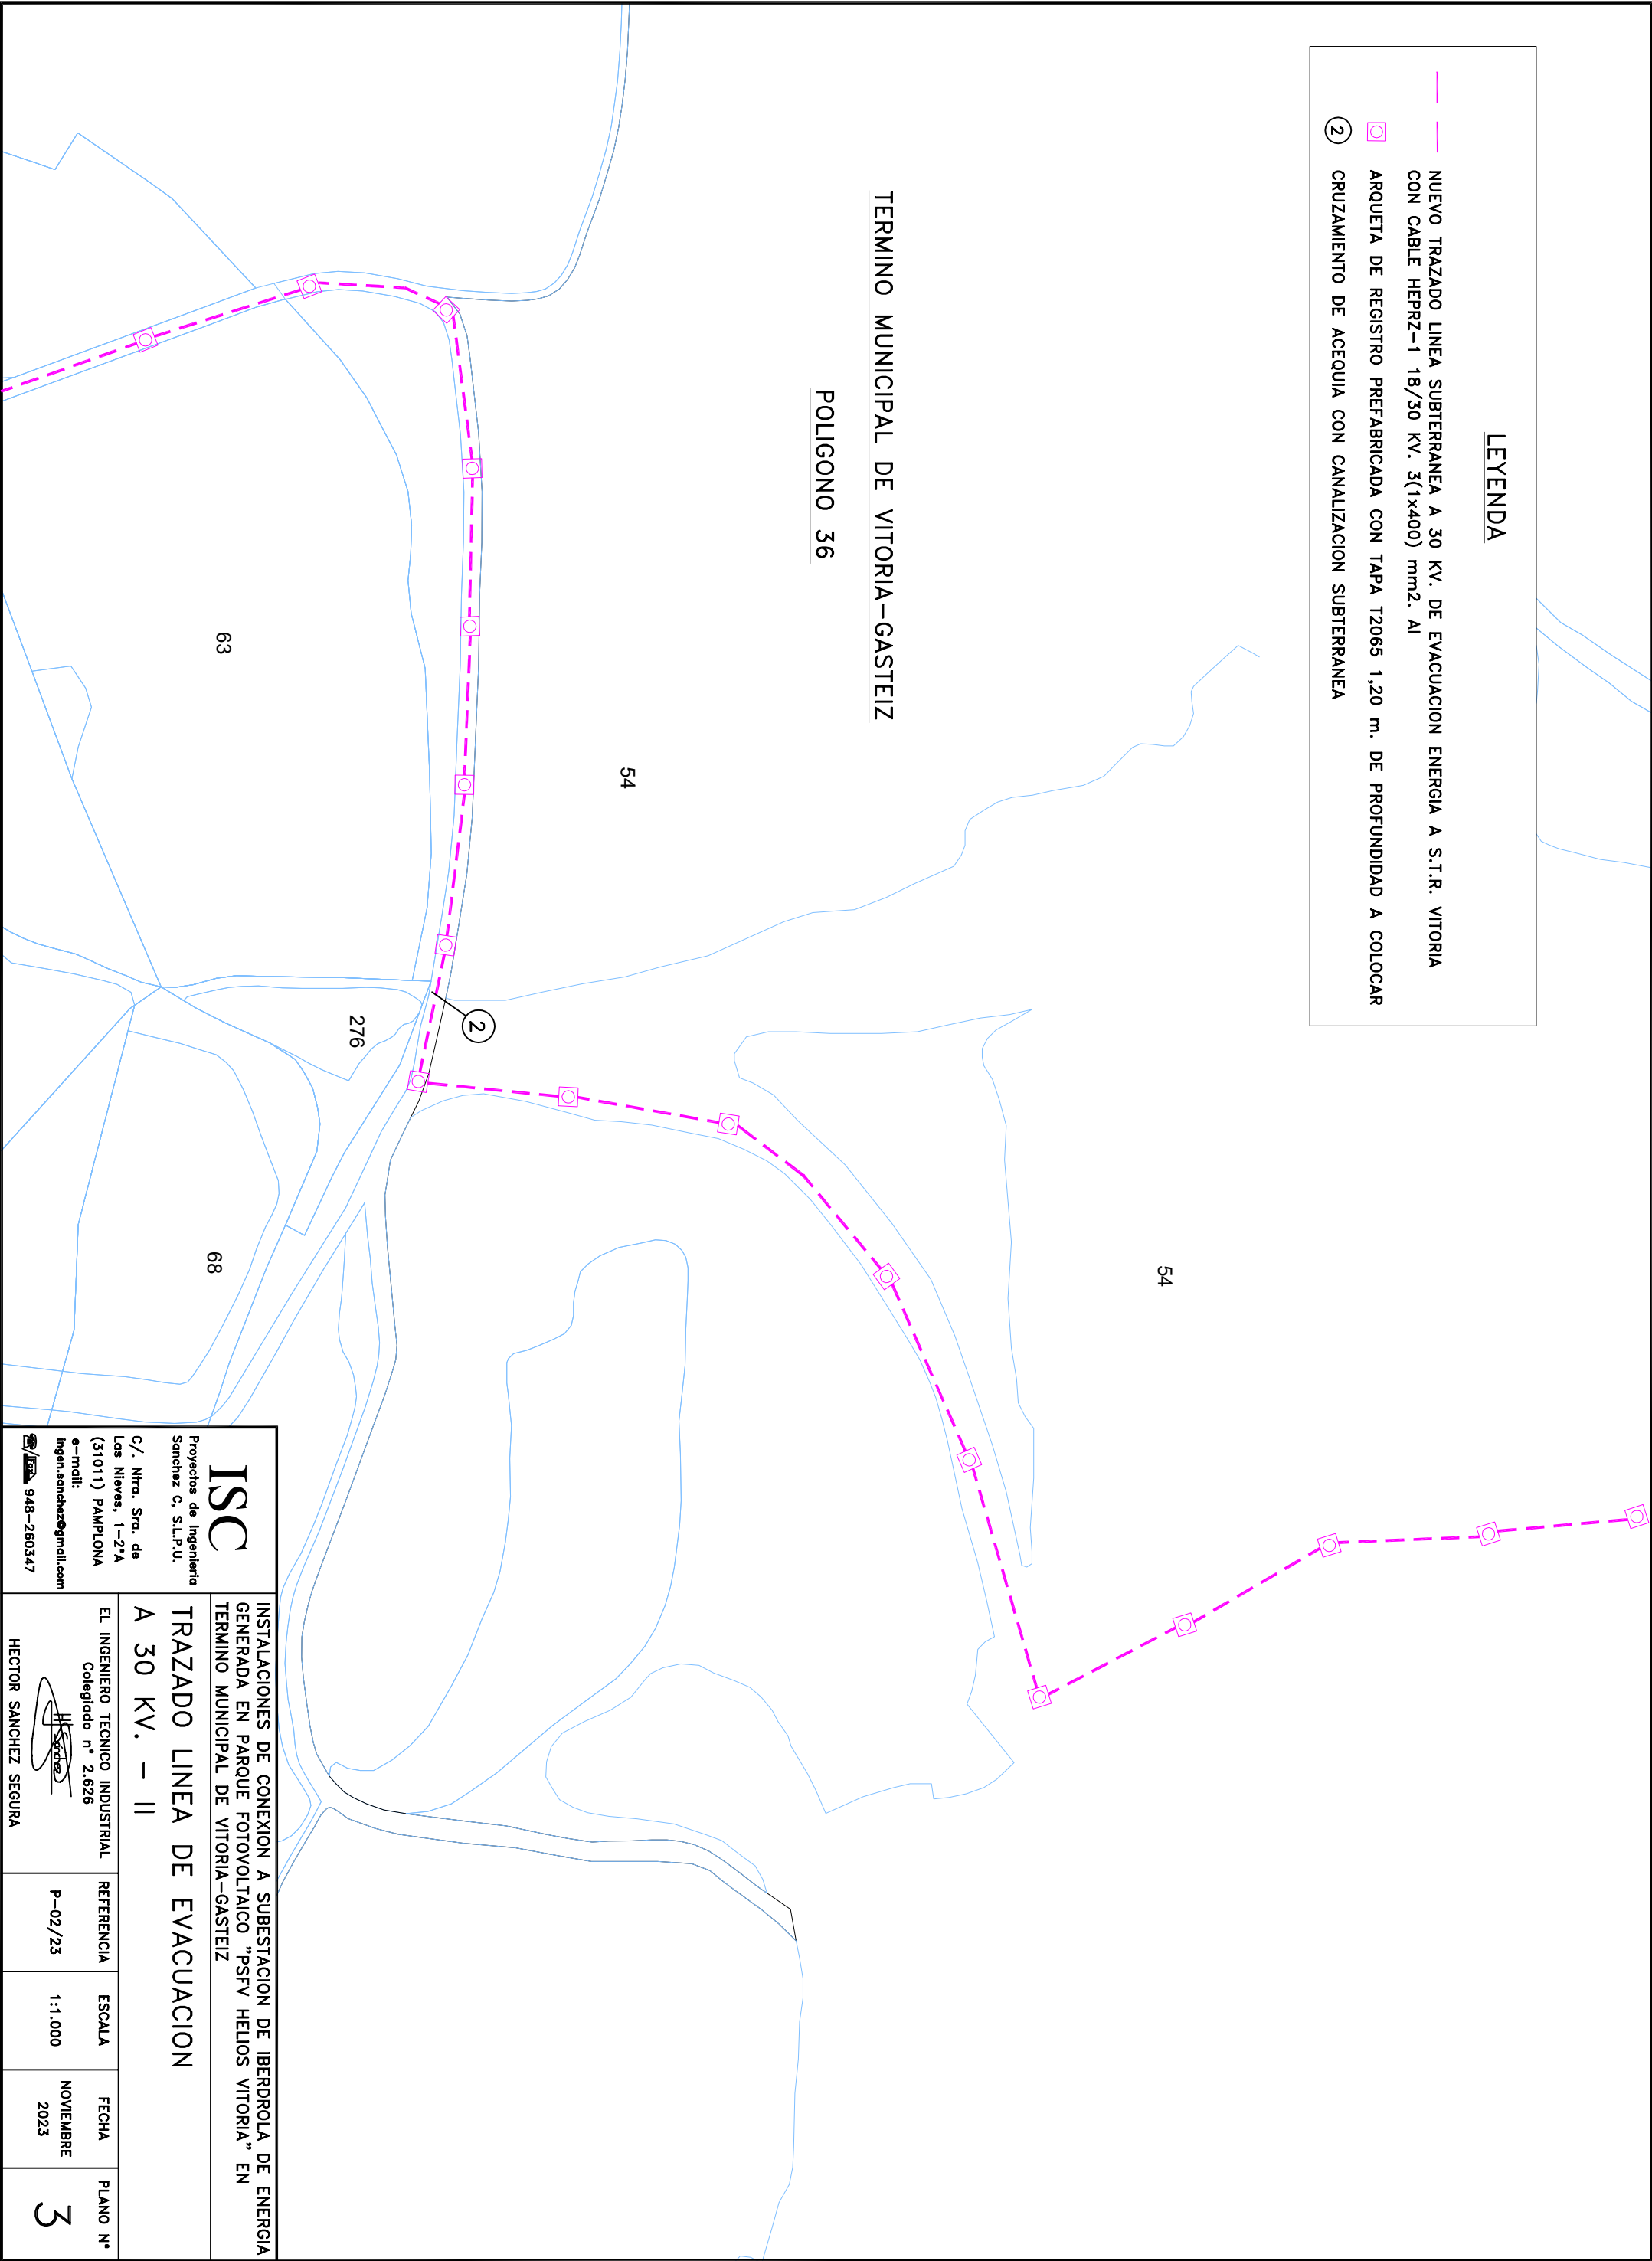 LEYENDA
NUEVO TRAZADO LINEA SUBTERRANEA A 30 KV. DE EVACUACION ENERGIA A S.T.R. VITORIA
CON CABLE HEPRZ-1 18/30 KV. 3(1x400) mm2. Al
ARQUETA DE REGISTRO PREFABRICADA CON TAPA T2065 1,20 m. DE PROFUNDIDAD A COLOCAR
2 CRUZAMIENTO DE ACEQUIA CON CANALIZACION SUBTERRANEA
TERMINO MUNICIPAL DE VITORIA-GASTEIZ
POLIGONO 36
54
54
2
276
63
68
ISC
Proyectos de Ingenieria
Sanchez C, S.L.P.U.
C/. Ntra. Sra. de
Las Nieves, 1-2ºA
(31011) PAMPLONA
e-mail:
ingen.sanchez@gmail.com
/Fax 948-260347
INSTALACIONES DE CONEXION A SUBESTACION DE IBERDROLA DE ENERGIA
GENERADA EN PARQUE FOTOVOLTAICO "PSFV HELIOS VITORIA" EN
TERMINO MUNICIPAL DE VITORIA-GASTEIZ
TRAZADO LINEA DE EVACUACION
A 30 KV. - II
EL INGENIERO TECNICO INDUSTRIAL
Colegiado nº 2.626
HECTOR SANCHEZ SEGURA
REFERENCIA
P-02/23
ESCALA
1:1.000
FECHA
NOVIEMBRE
2023
PLANO Nº
3